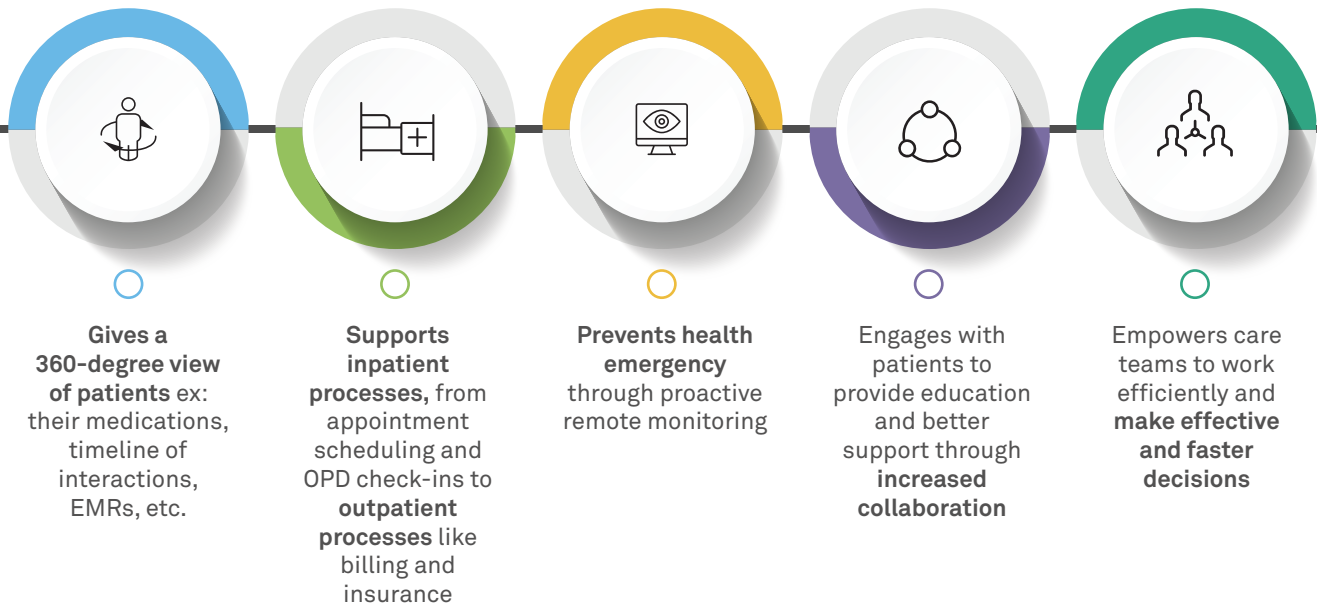 Gives a
360-degree view
of patients ex:
their medications,
timeline of
interactions,
EMRs, etc.
Supports
inpatient
processes, from
appointment
scheduling and
OPD check-ins to
outpatient
processes like
billing and
insurance
Prevents health
emergency
through proactive
remote monitoring
Engages with
patients to
provide education
and better
support through
increased
collaboration
Empowers care
teams to work
efficiently and
make effective
and faster
decisions